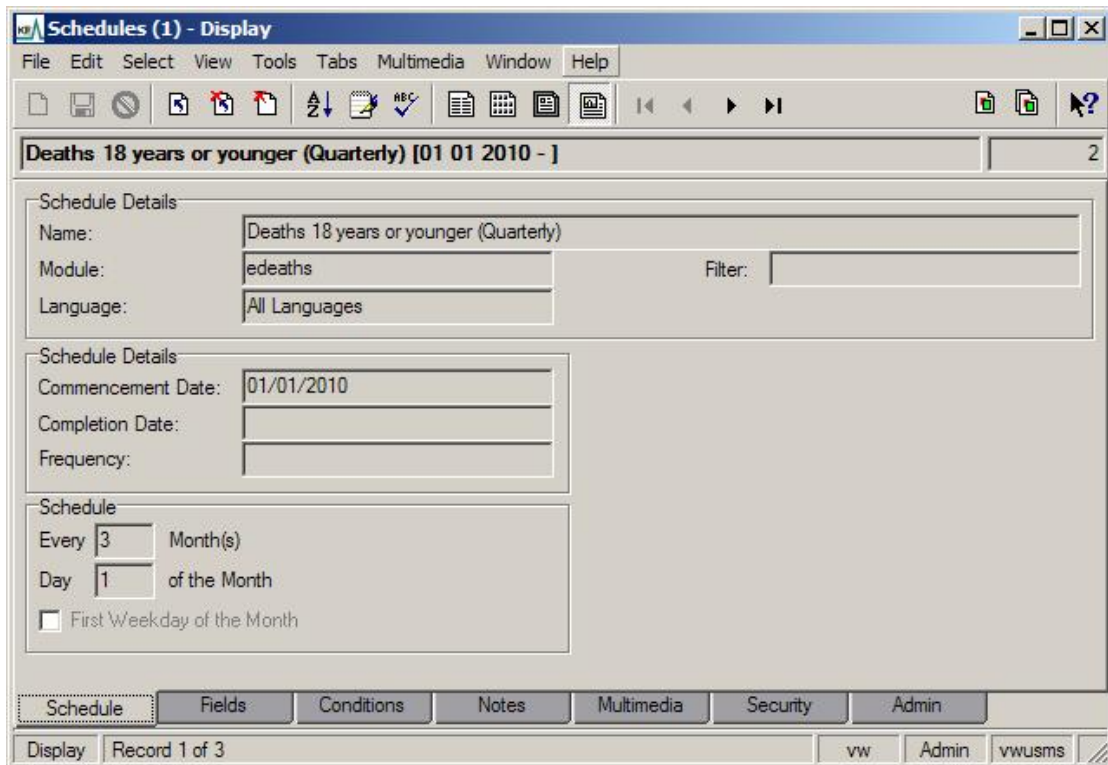 KE Schedules (1) - Display
File Edit Select View Tools Tabs Multimedia Window Help
A Z ABC ?
Deaths 18 years or younger (Quarterly) [01 01 2010 - ] 2
Schedule Details
Name: Deaths 18 years or younger (Quarterly)
Module: edeaths Filter:
Language: All Languages
Schedule Details
Commencement Date: 01/01/2010
Completion Date:
Frequency:
Schedule
Every 3 Month(s)
Day 1 of the Month
First Weekday of the Month
Schedule Fields Conditions Notes Multimedia Security Admin
Display Record 1 of 3 vw Admin vwusms